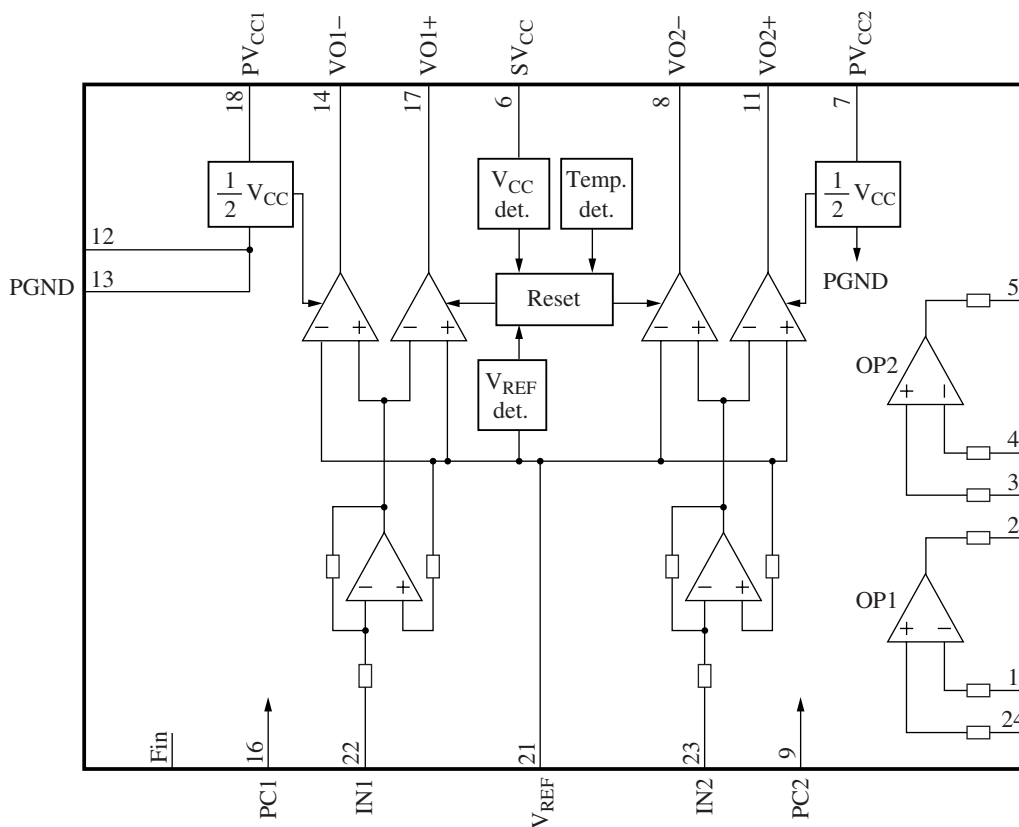 PVCC1
VO1−
VO1+
SVCC
VO2−
VO2+
PVCC2
18
14
17
6
8
11
7
1/2 VCC
VCC
det.
Temp.
det.
1/2 VCC
12
13
PGND
PGND
Reset
− +
− +
− +
− +
5
VREF
det.
OP2
+ −
4
3
2
− +
− +
OP1
+ −
1
24
Fin
16
22
21
23
9
PC1
IN1
VREF
IN2
PC2